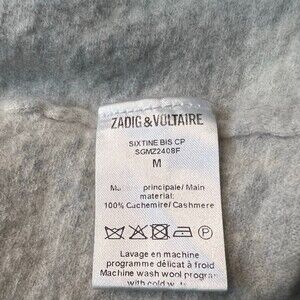 ZADIG & VOLTAIRE
SIXTINE BIS CP
SGMZ2408F
M
principale/ Main
material:
100% Cachemire/ Cashmere
P
Lavage en machine
programme délicat à froid
Machine wash wool program
with cold